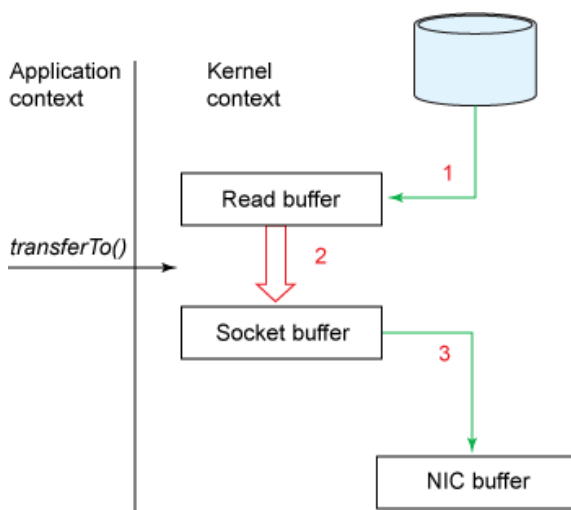 Application
context
Kernel
context
1
Read buffer
transferTo()
2
Socket buffer
3
NIC buffer